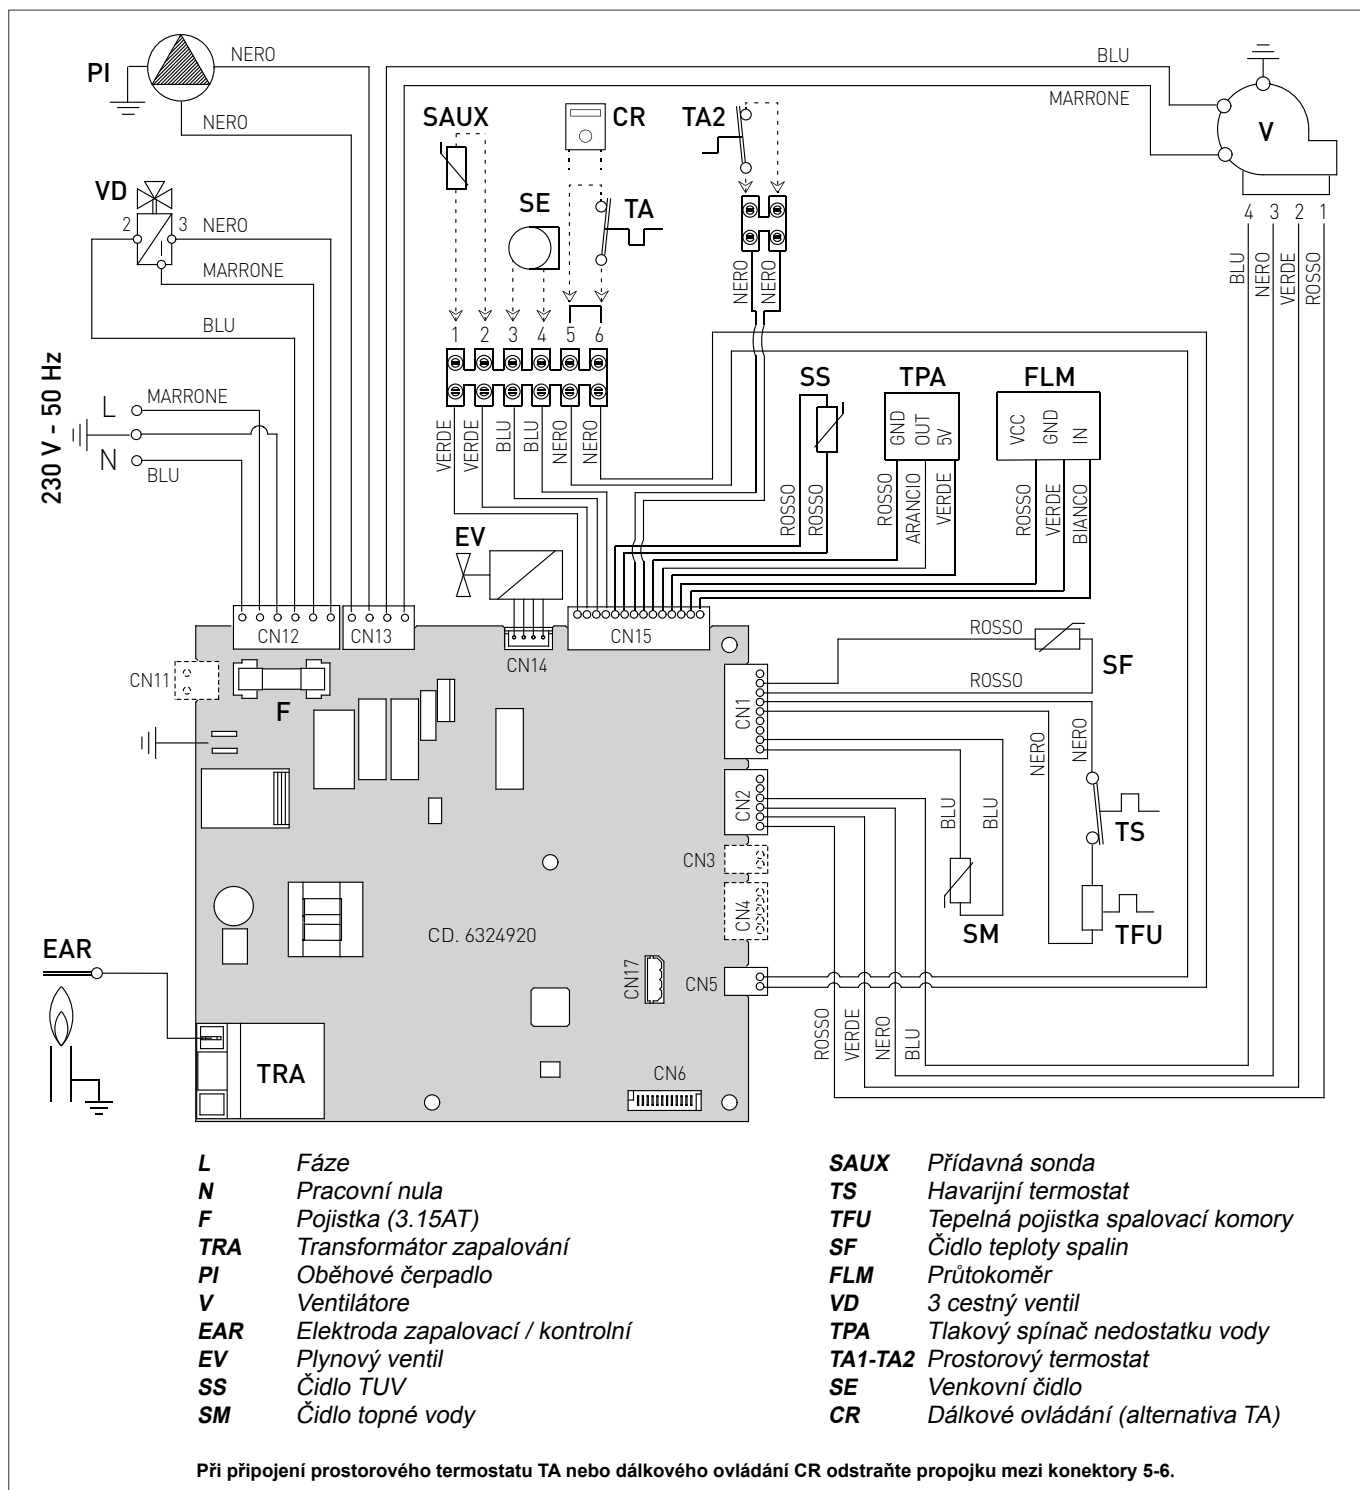 PI
NERO
NERO
BLU
MARRONE
V
SAUX
CR
TA2
VD
2
3
NERO
MARRONE
BLU
SE
TA
4 3 2 1
BLU
NERO
VERDE
ROSSO
NERO
NERO
1 2 3 4 5 6
230 V - 50 Hz
L
MARRONE
N
BLU
VERDE
VERDE
BLU
BLU
NERO
NERO
SS
TPA
FLM
GND
OUT
5V
VCC
GND
IN
ROSSO
ROSSO
ROSSO
ARANCIO
VERDE
ROSSO
VERDE
BIANCO
EV
CN12
CN13
CN14
CN15
CN11
F
ROSSO
SF
ROSSO
CN1
NERO
NERO
CN2
BLU
BLU
TS
CN3
CN4
SM
TFU
CD. 6324920
EAR
CN17
CN5
ROSSO
VERDE
NERO
BLU
TRA
CN6
L Fáze
N Pracovní nula
F Pojistka (3.15AT)
TRA Transformátor zapalování
PI Oběhové čerpadlo
V Ventilátore
EAR Elektroda zapalovací / kontrolní
EV Plynový ventil
SS Čidlo TUV
SM Čidlo topné vody
SAUX Přídavná sonda
TS Havarijní termostat
TFU Tepelná pojistka spalovací komory
SF Čidlo teploty spalin
FLM Průtokoměr
VD 3 cestný ventil
TPA Tlakový spínač nedostatku vody
TA1-TA2 Prostorový termostat
SE Venkovní čidlo
CR Dálkové ovládání (alternativa TA)
Při připojení prostorového termostatu TA nebo dálkového ovládání CR odstraňte propojku mezi konektory 5-6.